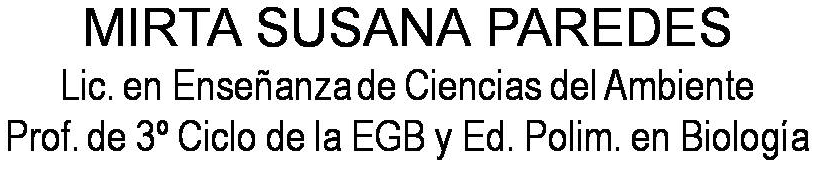 MIRTA SUSANA PAREDES
Lic. en Enseñanza de Ciencias del Ambiente
Prof. de 3º Ciclo de la EGB y Ed. Polim. en Biología